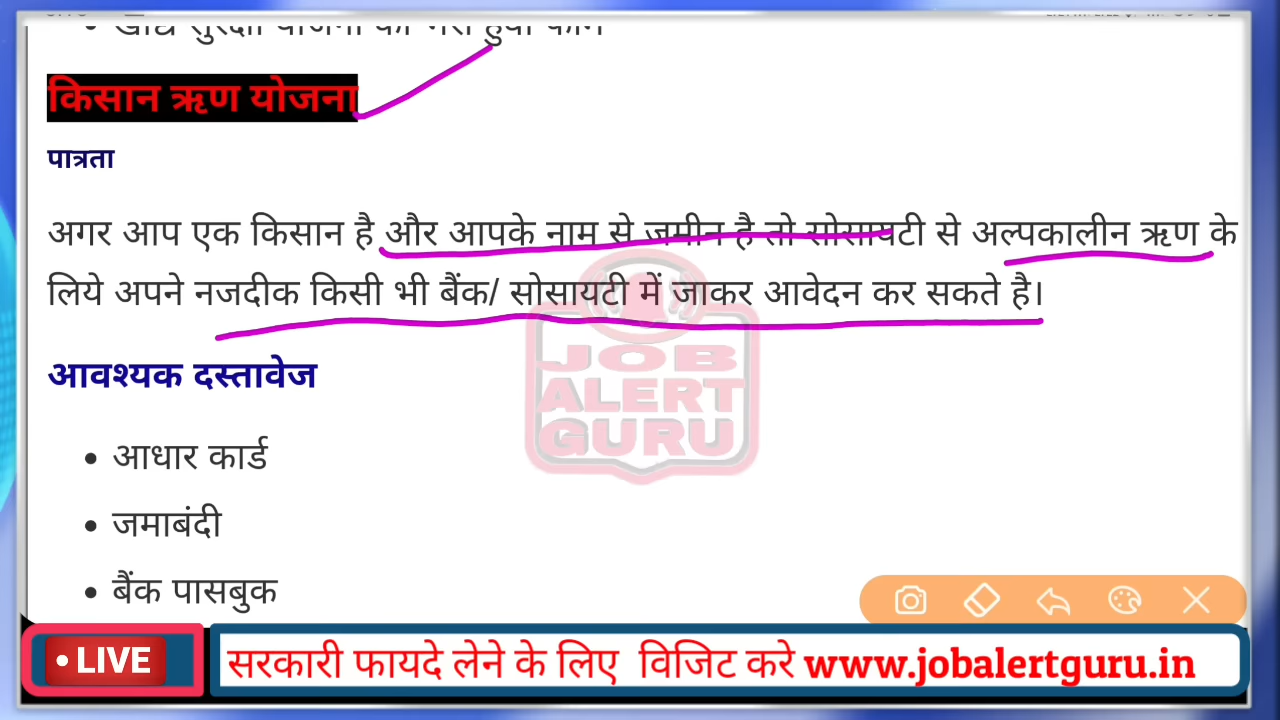 किसान ऋण योजना
पात्रता
अगर आप एक किसान है और आपके नाम से जमीन है तो सोसायटी से अल्पकालीन ऋण के
लिये अपने नजदीक किसी भी बैंक/ सोसायटी में जाकर आवेदन कर सकते है।
JOB
ALERT
GURU
आवश्यक दस्तावेज
• आधार कार्ड
• जमाबंदी
• बैंक पासबुक
• LIVE
सरकारी फायदे लेने के लिए विजिट करे www.jobalertguru.in